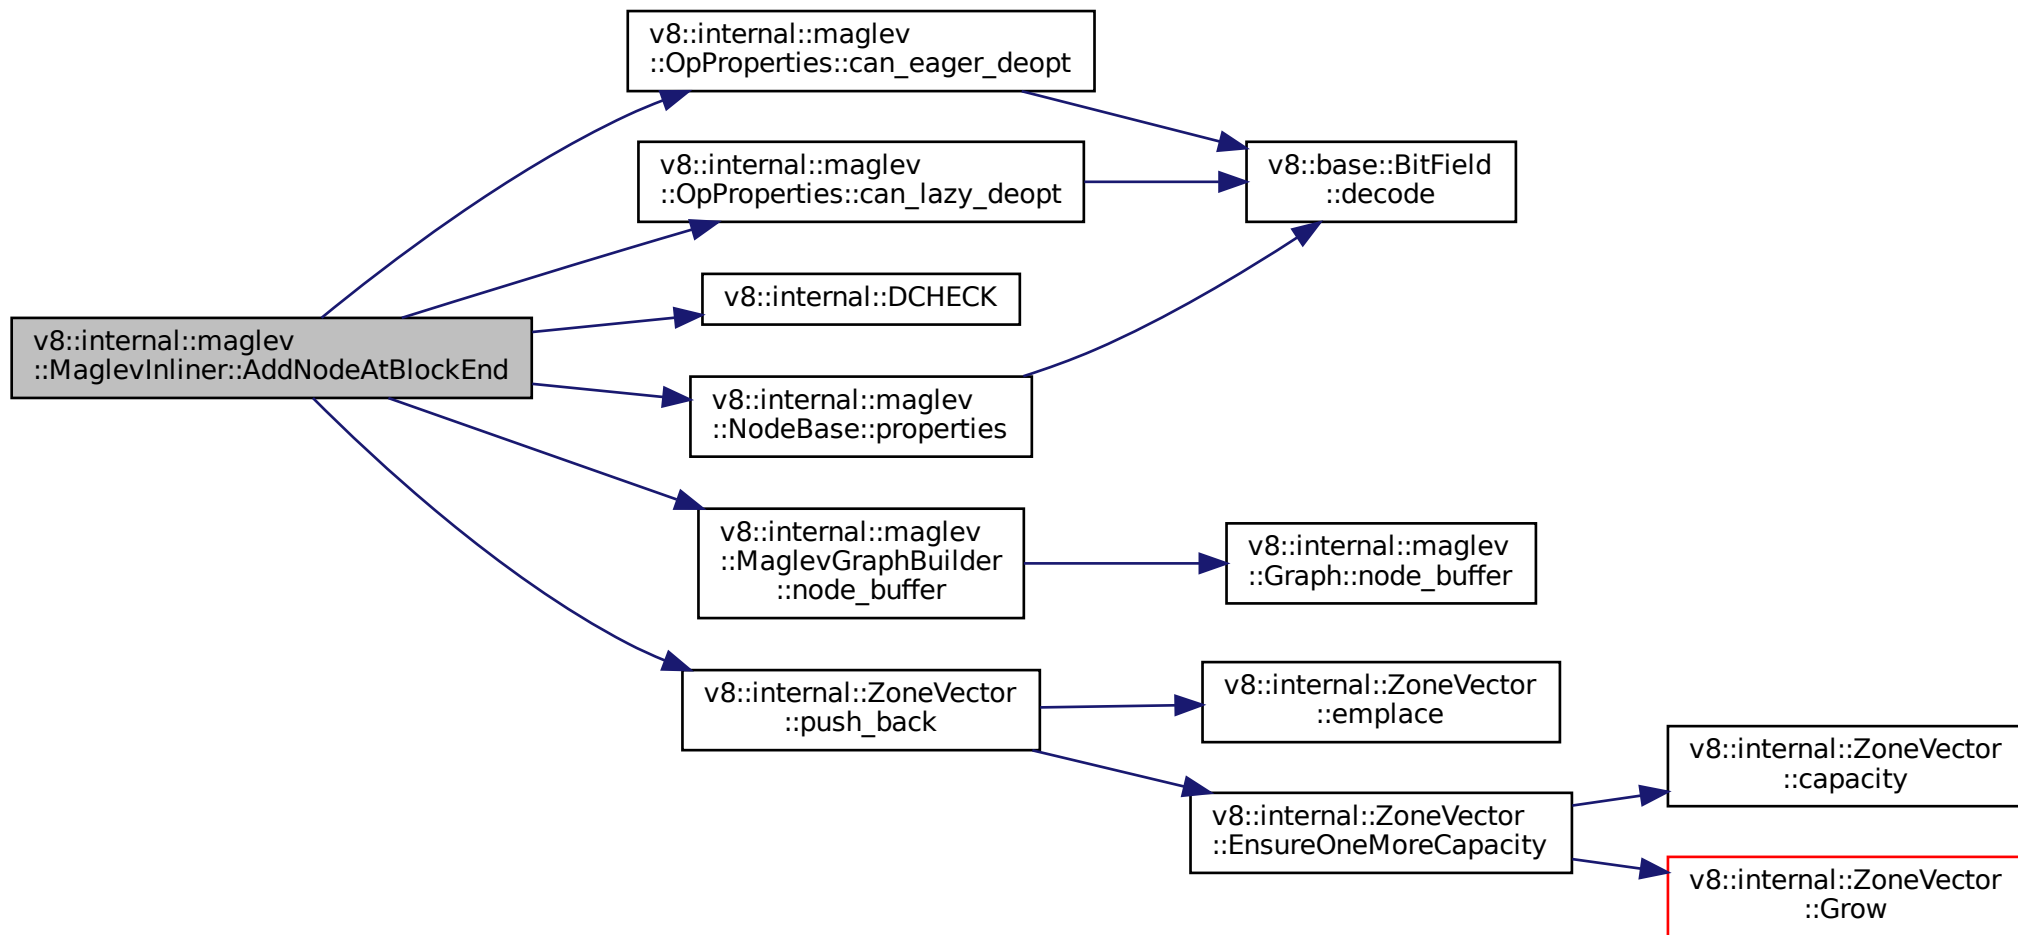 v8::internal::maglev
::OpProperties::can_eager_deopt
v8::internal::maglev
::OpProperties::can_lazy_deopt
v8::base::BitField
::decode
v8::internal::DCHECK
v8::internal::maglev
::MaglevInliner::AddNodeAtBlockEnd
v8::internal::maglev
::NodeBase::properties
v8::internal::maglev
::MaglevGraphBuilder
::node_buffer
v8::internal::maglev
::Graph::node_buffer
v8::internal::ZoneVector
::push_back
v8::internal::ZoneVector
::emplace
v8::internal::ZoneVector
::EnsureOneMoreCapacity
v8::internal::ZoneVector
::capacity
v8::internal::ZoneVector
::Grow